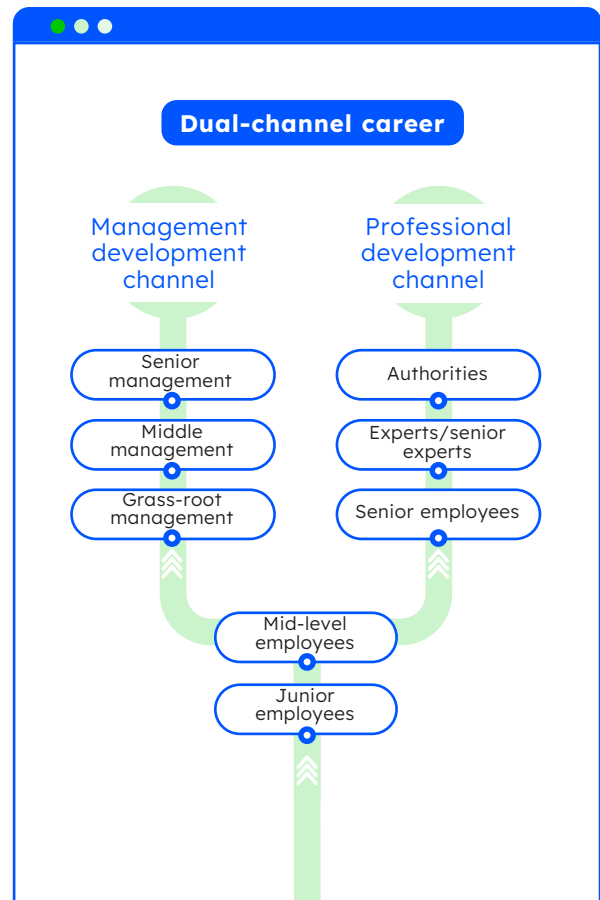 Dual-channel career
Management
development
channel
Professional
development
channel
Senior
management
Authorities
Middle
management
Experts/senior
experts
Grass-root
management
Senior employees
Mid-level
employees
Junior
employees